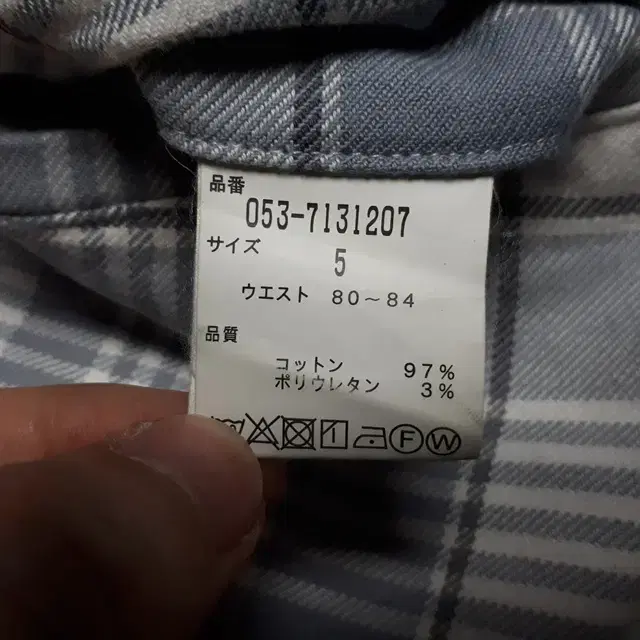 品番
053-7131207
サイズ
5
ウエスト 80～84
品質
コットン 97%
ポリウレタン 3%
F W